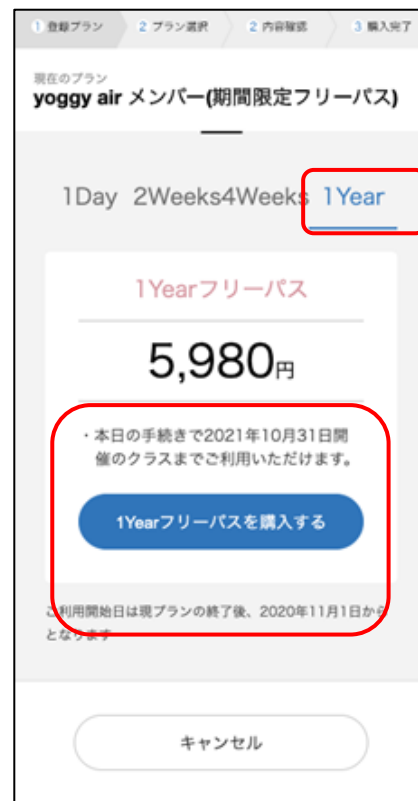 1 登録プラン 2 プラン選択 2 内容確認 3 購入完了
現在のプラン
yoggy air メンバー(期間限定フリーパス)
1Day 2Weeks4Weeks 1Year
1Yearフリーパス
5,980円
・本日の手続きで2021年10月31日開
催のクラスまでご利用いただけます。
1Yearフリーパスを購入する
ご利用開始日は現プランの終了後、2020年11月1日から
となります
キャンセル